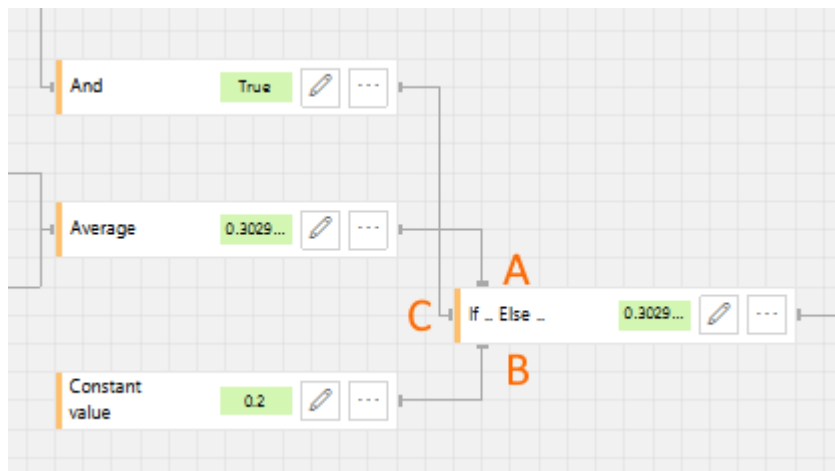 And
True
Average
0.3029...
A
C
If .. Else ..
0.3029...
B
Constant
value
0.2